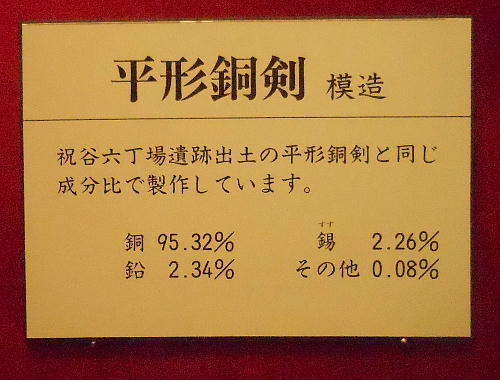 平形銅剣 模造
祝谷六丁場遺跡出土の平形銅剣と同じ
成分比で製作しています。
すず
銅 95.32% 錫 2.26%
鉛 2.34% その他 0.08%